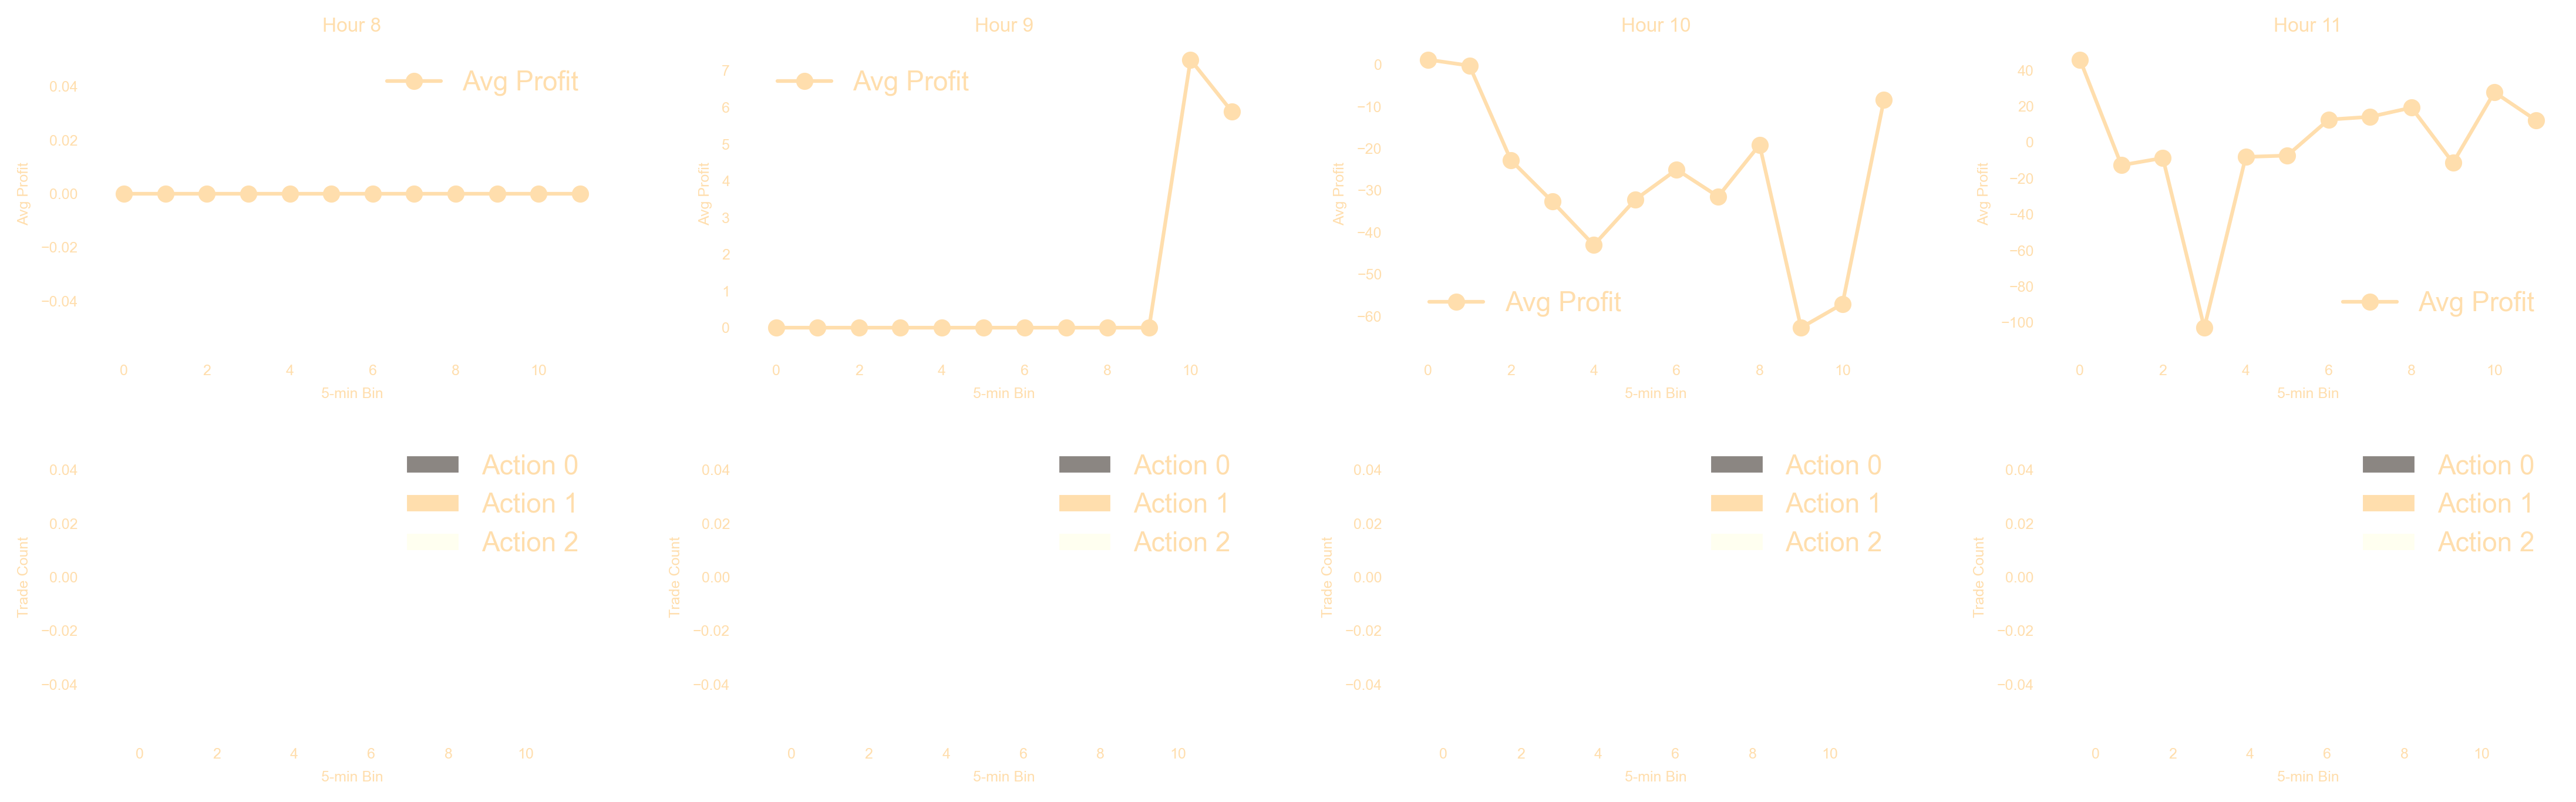 Hour 8
Avg Profit
0.04
0.02
0.00
−0.02
−0.04
Avg Profit
0 2 4 6 8 10
5-min Bin
Hour 9
Avg Profit
7
6
5
4
3
2
1
0
Avg Profit
0 2 4 6 8 10
5-min Bin
Hour 10
0
−10
−20
−30
−40
−50
−60
Avg Profit
Avg Profit
0 2 4 6 8 10
5-min Bin
Hour 11
40
20
0
−20
−40
−60
−80
−100
Avg Profit
Avg Profit
0 2 4 6 8 10
5-min Bin
Action 0
Action 1
Action 2
0.04
0.02
0.00
−0.02
−0.04
Trade Count
0 2 4 6 8 10
5-min Bin
Action 0
Action 1
Action 2
0.04
0.02
0.00
−0.02
−0.04
Trade Count
0 2 4 6 8 10
5-min Bin
Action 0
Action 1
Action 2
0.04
0.02
0.00
−0.02
−0.04
Trade Count
0 2 4 6 8 10
5-min Bin
Action 0
Action 1
Action 2
0.04
0.02
0.00
−0.02
−0.04
Trade Count
0 2 4 6 8 10
5-min Bin